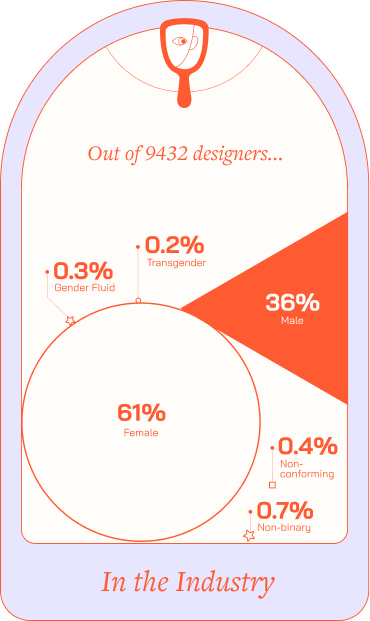 Out of 9432 designers...
0.2%
Transgender
0.3%
Gender Fluid
36%
Male
61%
Female
0.4%
Non-
conforming
0.7%
Non-binary
In the Industry